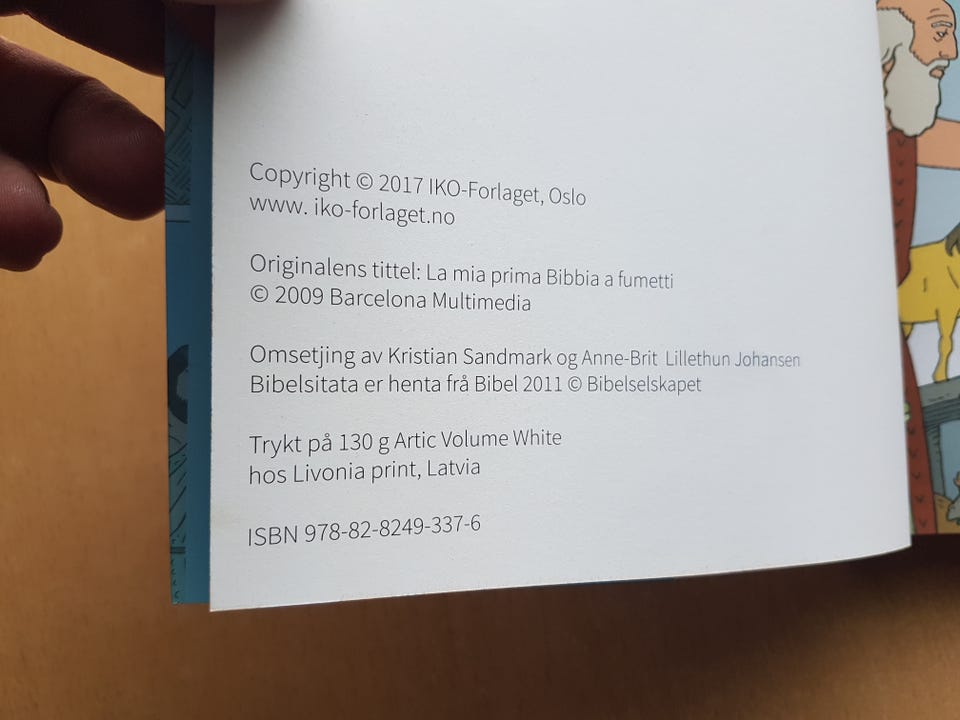 Copyright © 2017 IKO-Forlaget, Oslo
www. iko-forlaget.no
Originalens tittel: La mia prima Bibbia a fumetti
© 2009 Barcelona Multimedia
Omsetjing av Kristian Sandmark og Anne-Brit Lillethun Johansen
Bibelsitata er henta frå Bibel 2011 © Bibelselskapet
Trykt på 130 g Artic Volume White
hos Livonia print, Latvia
ISBN 978-82-8249-337-6